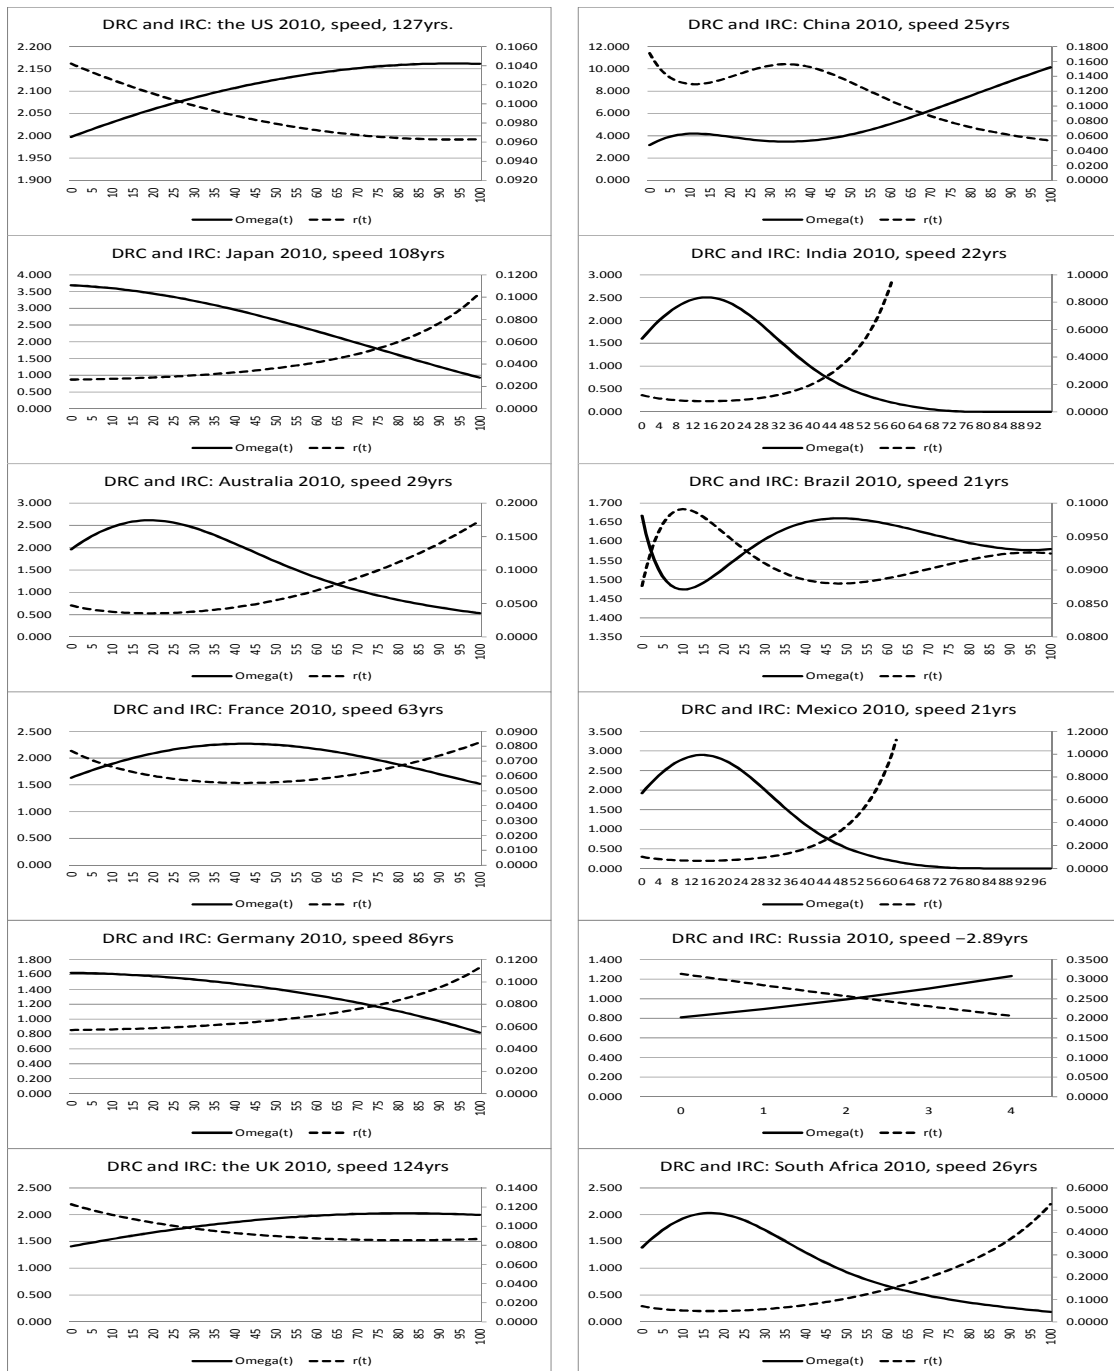 DRC and IRC: the US 2010, speed, 127yrs.
2.200 2.150 2.100 2.050 2.000 1.950 1.900
0.1060 0.1040 0.1020 0.1000 0.0980 0.0960 0.0940 0.0920
0 5 10 15 20 25 30 35 40 45 50 55 60 65 70 75 80 85 90 95 100
Omega(t) r(t)
DRC and IRC: China 2010, speed 25yrs
12.000 10.000 8.000 6.000 4.000 2.000 0.000
0.1800 0.1600 0.1400 0.1200 0.1000 0.0800 0.0600 0.0400 0.0200 0.0000
0 5 10 15 20 25 30 35 40 45 50 55 60 65 70 75 80 85 90 95 100
Omega(t) r(t)
DRC and IRC: Japan 2010, speed 108yrs
4.000 3.500 3.000 2.500 2.000 1.500 1.000 0.500 0.000
0.1200 0.1000 0.0800 0.0600 0.0400 0.0200 0.0000
0 5 10 15 20 25 30 35 40 45 50 55 60 65 70 75 80 85 90 95 100
Omega(t) r(t)
DRC and IRC: India 2010, speed 22yrs
3.000 2.500 2.000 1.500 1.000 0.500 0.000
1.0000 0.8000 0.6000 0.4000 0.2000 0.0000
0 4 8 12 16 20 24 28 32 36 40 44 48 52 56 60 64 68 72 76 80 84 88 92
Omega(t) r(t)
DRC and IRC: Australia 2010, speed 29yrs
3.000 2.500 2.000 1.500 1.000 0.500 0.000
0.2000 0.1500 0.1000 0.0500 0.0000
0 5 10 15 20 25 30 35 40 45 50 55 60 65 70 75 80 85 90 95 100
Omega(t) r(t)
DRC and IRC: Brazil 2010, speed 21yrs
1.700 1.650 1.600 1.550 1.500 1.450 1.400 1.350
0.1000 0.0950 0.0900 0.0850 0.0800
0 5 10 15 20 25 30 35 40 45 50 55 60 65 70 75 80 85 90 95 100
Omega(t) r(t)
DRC and IRC: France 2010, speed 63yrs
2.500 2.000 1.500 1.000 0.500 0.000
0.0900 0.0800 0.0700 0.0600 0.0500 0.0400 0.0300 0.0200 0.0100 0.0000
0 5 10 15 20 25 30 35 40 45 50 55 60 65 70 75 80 85 90 95 100
Omega(t) r(t)
DRC and IRC: Mexico 2010, speed 21yrs
3.500 3.000 2.500 2.000 1.500 1.000 0.500 0.000
1.2000 1.0000 0.8000 0.6000 0.4000 0.2000 0.0000
0 4 8 12 16 20 24 28 32 36 40 44 48 52 56 60 64 68 72 76 80 84 88 92 96
Omega(t) r(t)
DRC and IRC: Germany 2010, speed 86yrs
1.800 1.600 1.400 1.200 1.000 0.800 0.600 0.400 0.200 0.000
0.1200 0.1000 0.0800 0.0600 0.0400 0.0200 0.0000
0 5 10 15 20 25 30 35 40 45 50 55 60 65 70 75 80 85 90 95 100
Omega(t) r(t)
DRC and IRC: Russia 2010, speed −2.89yrs
1.400 1.200 1.000 0.800 0.600 0.400 0.200 0.000
0.3500 0.3000 0.2500 0.2000 0.1500 0.1000 0.0500 0.0000
0 1 2 3 4
Omega(t) r(t)
DRC and IRC: the UK 2010, speed 124yrs
2.500 2.000 1.500 1.000 0.500 0.000
0.1400 0.1200 0.1000 0.0800 0.0600 0.0400 0.0200 0.0000
0 5 10 15 20 25 30 35 40 45 50 55 60 65 70 75 80 85 90 95 100
Omega(t) r(t)
DRC and IRC: South Africa 2010, speed 26yrs
2.500 2.000 1.500 1.000 0.500 0.000
0.6000 0.5000 0.4000 0.3000 0.2000 0.1000 0.0000
0 5 10 15 20 25 30 35 40 45 50 55 60 65 70 75 80 85 90 95 100
Omega(t) r(t)